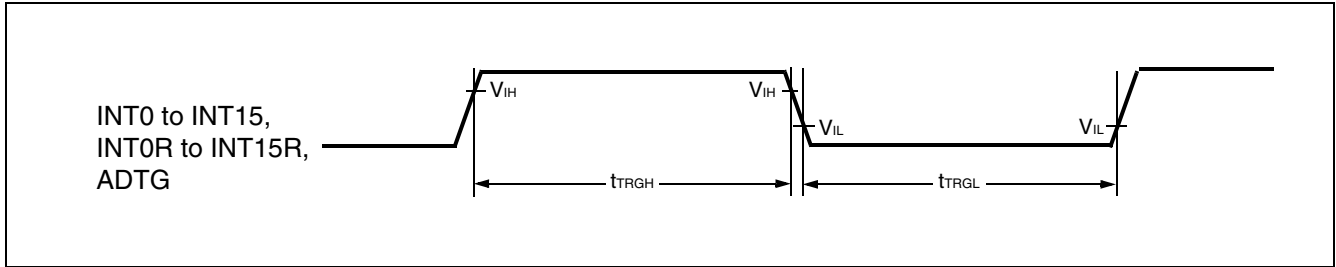 VIH
VIH
INT0 to INT15,
INT0R to INT15R,
ADTG
VIL
VIL
tTRGH
tTRGL